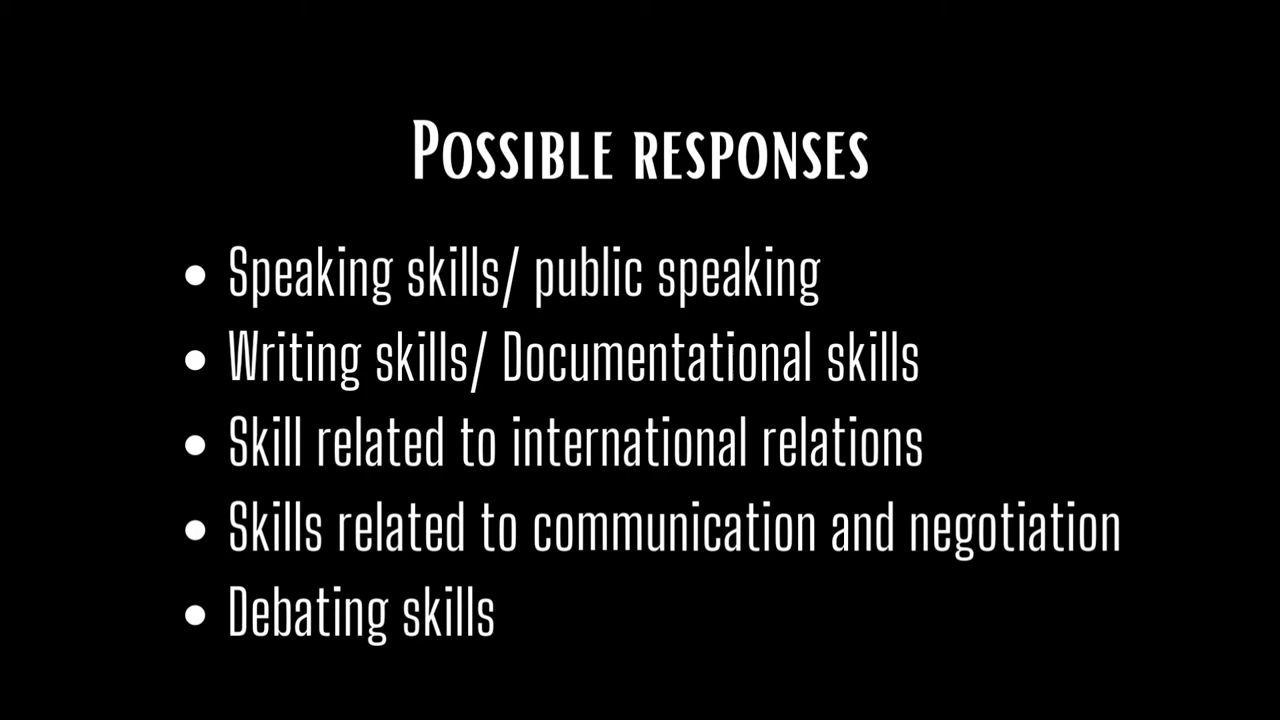 Possible responses
• Speaking skills/ public speaking
• Writing skills/ Documentational skills
• Skill related to international relations
• Skills related to communication and negotiation
• Debating skills